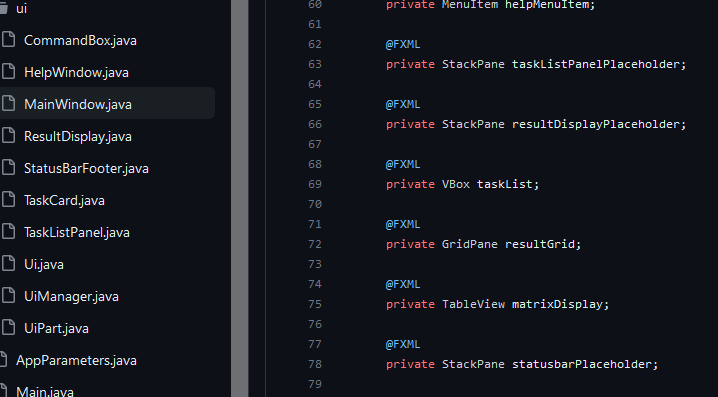 ui
CommandBox.java
HelpWindow.java
MainWindow.java
ResultDisplay.java
StatusBarFooter.java
TaskCard.java
TaskListPanel.java
Ui.java
UiManager.java
UiPart.java
AppParameters.java
Main.java
60 private MenuItem helpMenuItem;
61
62 @FXML
63 private StackPane taskListPanelPlaceholder;
64
65 @FXML
66 private StackPane resultDisplayPlaceholder;
67
68 @FXML
69 private VBox taskList;
70
71 @FXML
72 private GridPane resultGrid;
73
74 @FXML
75 private TableView matrixDisplay;
76
77 @FXML
78 private StackPane statusbarPlaceholder;
79